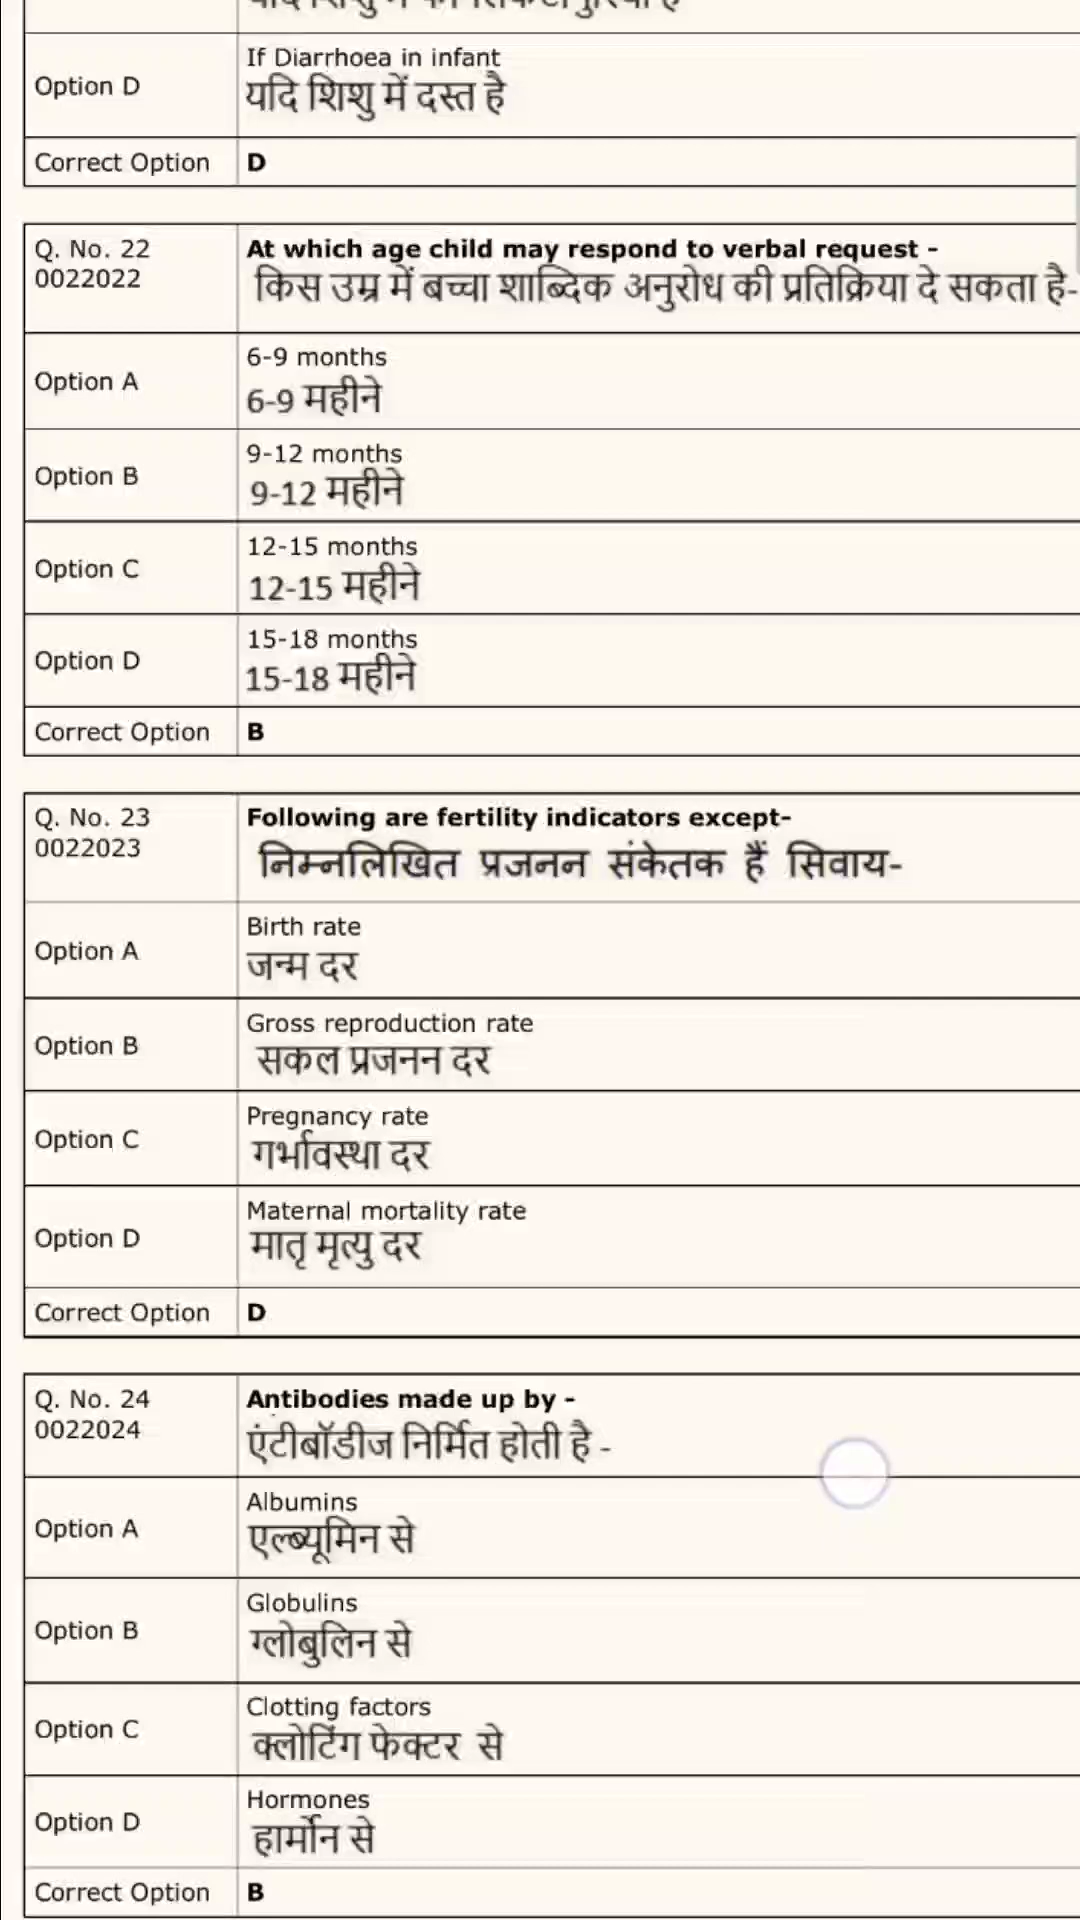 Option D
If Diarrhoea in infant
यदि शिशु में दस्त है
Correct Option D
Q. No. 22
0022022
At which age child may respond to verbal request -
किस उम्र में बच्चा शाब्दिक अनुरोध की प्रतिक्रिया दे सकता है-
Option A
6-9 months
6-9 महीने
Option B
9-12 months
9-12 महीने
Option C
12-15 months
12-15 महीने
Option D
15-18 months
15-18 महीने
Correct Option B
Q. No. 23
0022023
Following are fertility indicators except-
निम्नलिखित प्रजनन संकेतक हैं सिवाय-
Option A
Birth rate
जन्म दर
Option B
Gross reproduction rate
सकल प्रजनन दर
Option C
Pregnancy rate
गर्भावस्था दर
Option D
Maternal mortality rate
मातृ मृत्यु दर
Correct Option D
Q. No. 24
0022024
Antibodies made up by -
एंटीबॉडीज निर्मित होती है -
Option A
Albumins
एल्ब्यूमिन से
Option B
Globulins
ग्लोबुलिन से
Option C
Clotting factors
क्लोटिंग फेक्टर से
Option D
Hormones
हार्मोन से
Correct Option B